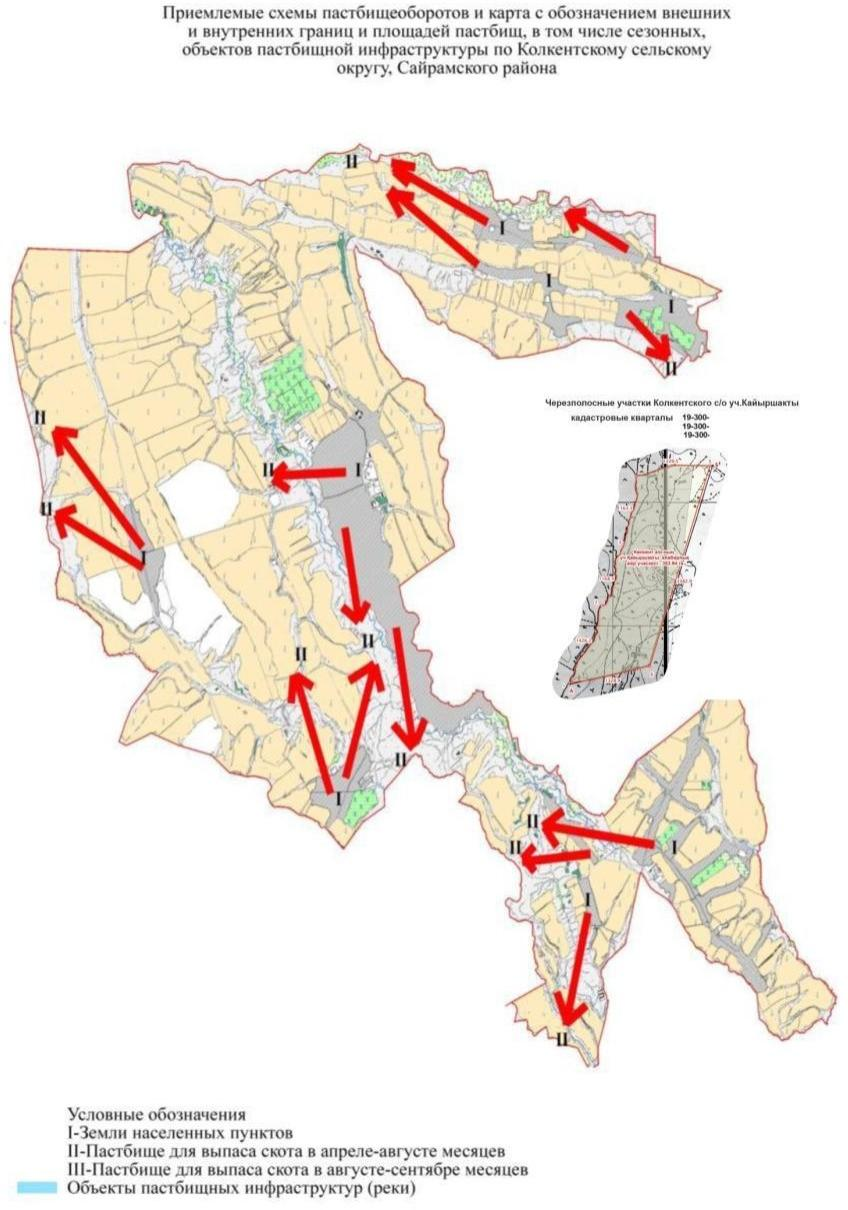 Приемлемые схемы пастбищеоборотов и карта с обозначением внешних
и внутренних границ и площадей пастбищ, в том числе сезонных,
объектов пастбищной инфраструктуры по Колкентскому сельскому
округу, Сайрамского района
II
I
I
I
II
Черезполосные участки Колкентского с/о уч.Кайыршакты
кадастровые кварталы 19-300-
19-300-
19-300-
II
II
I
II
I
II
II
I
II
I
II
II
I
I
II
Условные обозначения
I-Земли населенных пунктов
II-Пастбище для выпаса скота в апреле-августе месяцев
III-Пастбище для выпаса скота в августе-сентябре месяцев
Объекты пастбищных инфраструктур (реки)